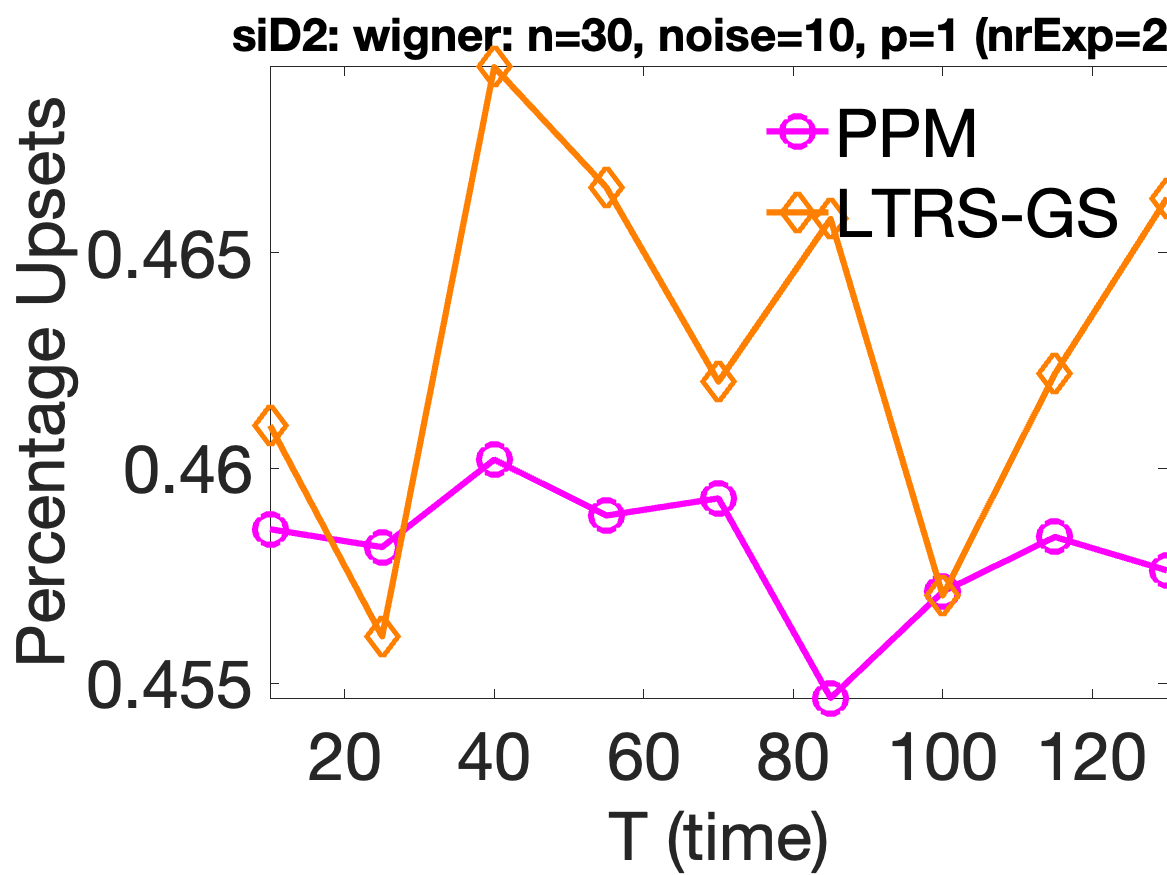 siD2: wigner: n=30, noise=10, p=1 (nrExp=2
PPM
LTRS-GS
Percentage Upsets
0.465
0.46
0.455
20 40 60 80 100 120
T (time)